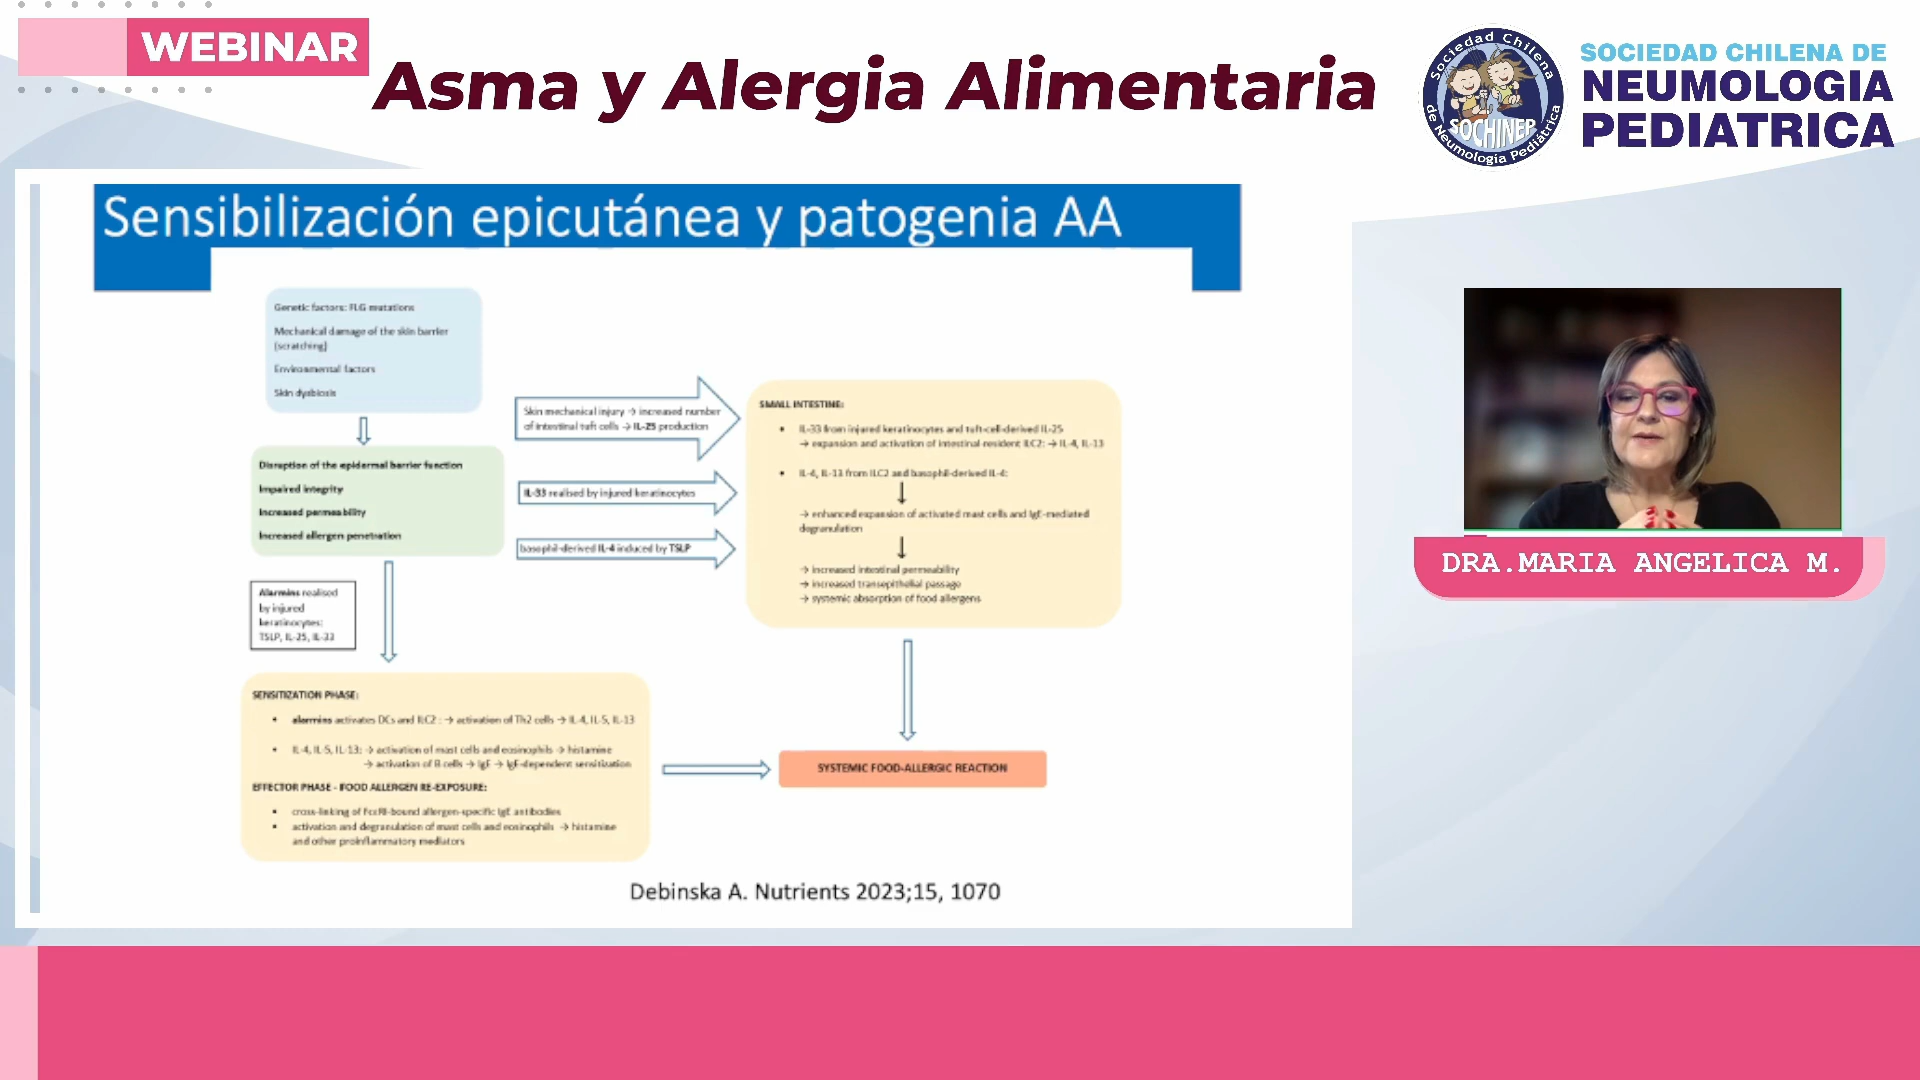 WEBINAR
Asma y Alergia Alimentaria
Sociedad Chilena
de Neumología Pediátrica
SOCHINEP
SOCIEDAD CHILENA DE
NEUMOLOGIA
PEDIATRICA
Sensibilización epicutánea y patogenia AA
Genetic factors: FLG mutations
Mechanical damage of the skin barrier
(scratching)
Environmental factors
Skin dysbiosis
Disruption of the epidermal barrier function
Impaired integrity
Increased permeability
Increased allergen penetration
Alarmins realised
by injured
keratinocytes:
TSLP, IL-25, IL-33
Skin mechanical injury → increased number
of intestinal tuft cells → IL-25 production
IL-33 realised by injured keratinocytes
basophil-derived IL-4 induced by TSLP
SMALL INTESTINE:
• IL-33 from injured keratinocytes and tuft-cell-derived IL-25
→ expansion and activation of intestinal resident ILC2: → IL-4, IL-13
• IL-4, IL-13 from ILC2 and basophil-derived IL-4:
→ enhanced expansion of activated mast cells and IgE-mediated
degranulation
→ increased intestinal permeability
→ increased transepithelial passage
→ systemic absorption of food allergens
SENSITIZATION PHASE:
• alarmins activates DCs and ILC2 : → activation of Th2 cells → IL-4, IL-5, IL-13
• IL-4, IL-5, IL-13: → activation of mast cells and eosinophils → histamine
→ activation of B cells → IgE → IgE-dependent sensitization
EFFECTOR PHASE - FOOD ALLERGEN RE-EXPOSURE:
• cross-linking of FcεRI-bound allergen-specific IgE antibodies
• activation and degranulation of mast cells and eosinophils → histamine
and other proinflammatory mediators
SYSTEMIC FOOD-ALLERGIC REACTION
Debinska A. Nutrients 2023;15, 1070
DRA.MARIA ANGELICA M.